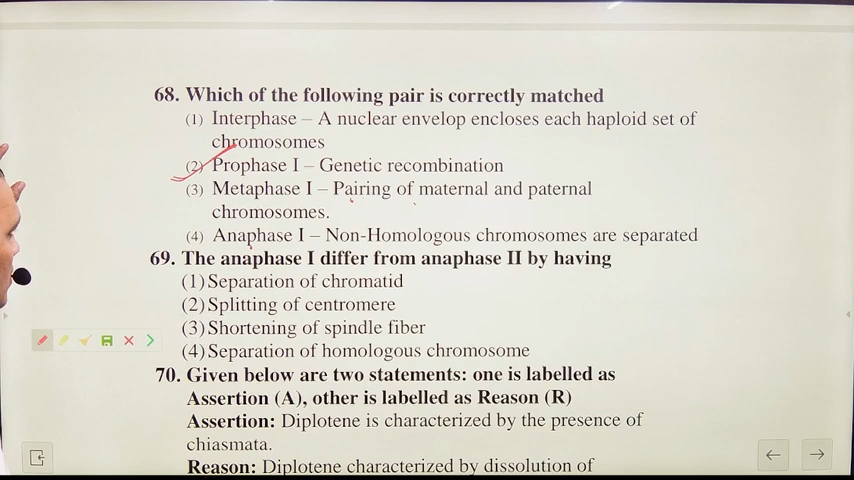 68. Which of the following pair is correctly matched
(1) Interphase – A nuclear envelop encloses each haploid set of
chromosomes
(2) Prophase I – Genetic recombination
(3) Metaphase I – Pairing of maternal and paternal
chromosomes.
(4) Anaphase I – Non-Homologous chromosomes are separated
69. The anaphase I differ from anaphase II by having
(1) Separation of chromatid
(2) Splitting of centromere
(3) Shortening of spindle fiber
(4) Separation of homologous chromosome
70. Given below are two statements: one is labelled as
Assertion (A), other is labelled as Reason (R)
Assertion: Diplotene is characterized by the presence of
chiasmata.
Reason: Diplotene characterized by dissolution of